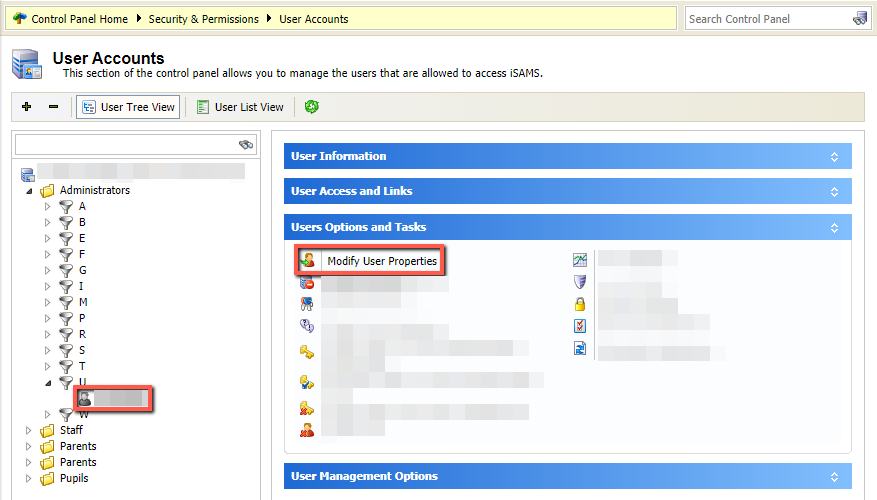 Control Panel Home Security & Permissions User Accounts
Search Control Panel
User Accounts
This section of the control panel allows you to manage the users that are allowed to access iSAMS.
User Tree View User List View
Administrators
A
B
E
F
G
I
M
P
R
S
T
U
W
Staff
Parents
Parents
Pupils
User Information
User Access and Links
Users Options and Tasks
Modify User Properties
User Management Options